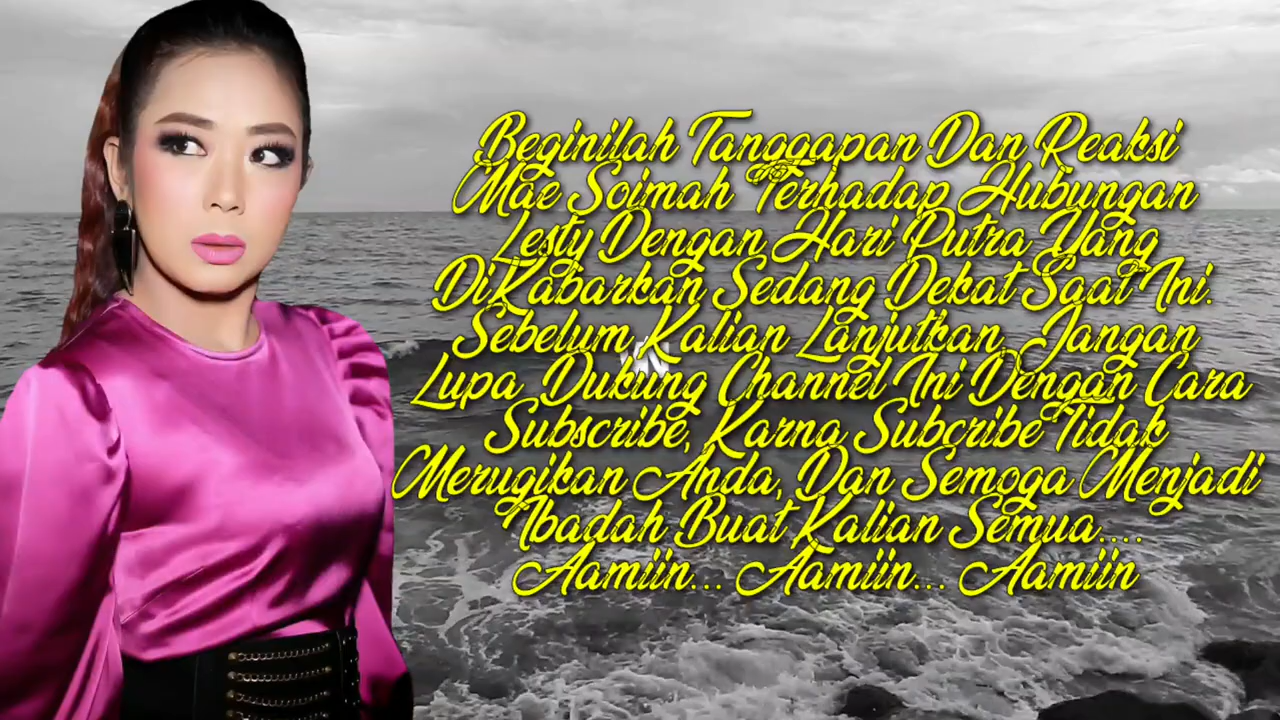 Beginilah Tanggapan Dan Reaksi
Mae Soimah Terhadap Hubungan
Lesty Dengan Hari Putra Yang
DiKabarkan Sedang Dekat Saat Ini.
Sebelum Kalian Lanjutkan, Jangan
Lupa Dukung Channel Ini Dengan Cara
Subscribe, Karna Subcribe Tidak
Merugikan Anda, Dan Semoga Menjadi
Ibadah Buat Kalian Semua....
Aamiin... Aamiin... Aamiin